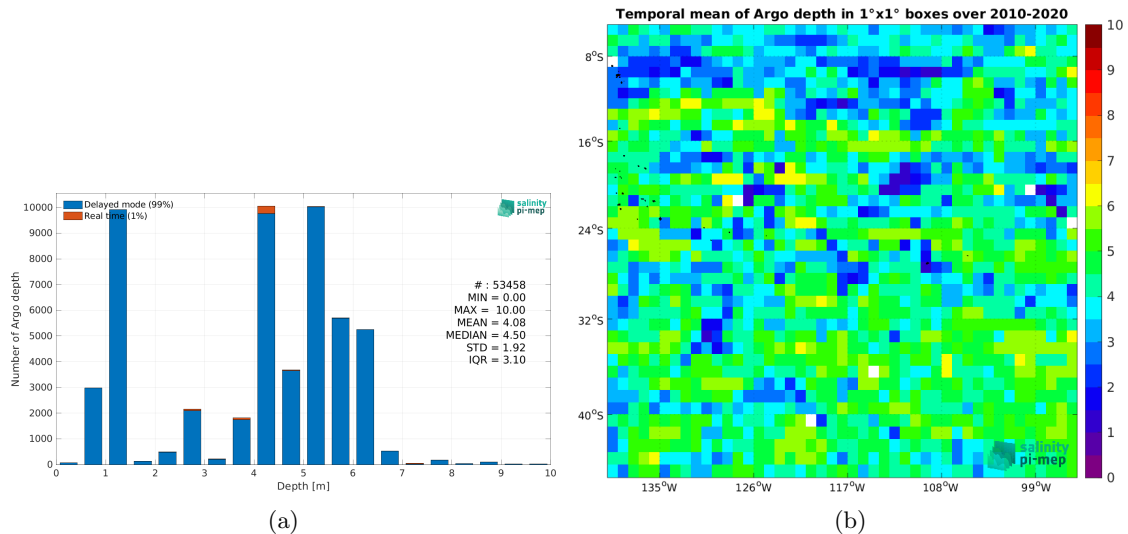 Temporal mean of Argo depth in 1°x1° boxes over 2010-2020
Delayed mode (99%)
Real time (1%)
salinity
pi-mep
# : 53458
MIN = 0.00
MAX = 10.00
MEAN = 4.08
MEDIAN = 4.50
STD = 1.92
IQR = 3.10
Number of Argo depth
10000
9000
8000
7000
6000
5000
4000
3000
2000
1000
0
0 1 2 3 4 5 6 7 8 9 10
Depth [m]
(a)
8°S
16°S
24°S
32°S
40°S
135°W 126°W 117°W 108°W 99°W
salinity
pi-mep
10
9
8
7
6
5
4
3
2
1
0
(b)